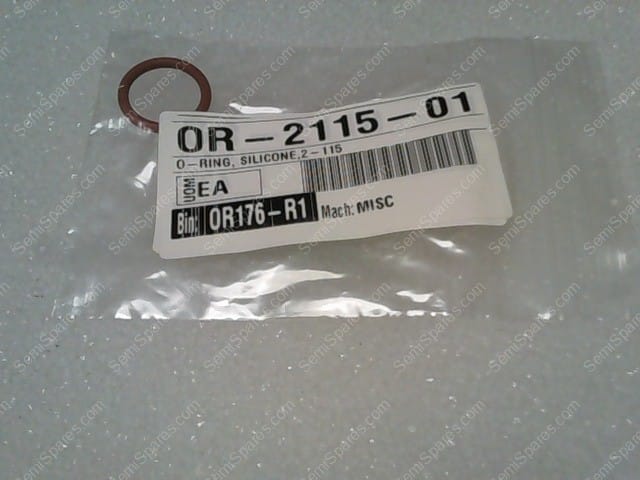 OR-2115-01
O-RING, SILICONE,2-115
UOM EA
Bin: OR176-R1 Mach: MISC
SemiSpares.com